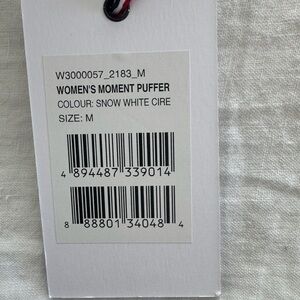 W3000057_2183_M
WOMEN'S MOMENT PUFFER
COLOUR: SNOW WHITE CIRE
SIZE: M
4 894487 339014
8 88801 34048 4